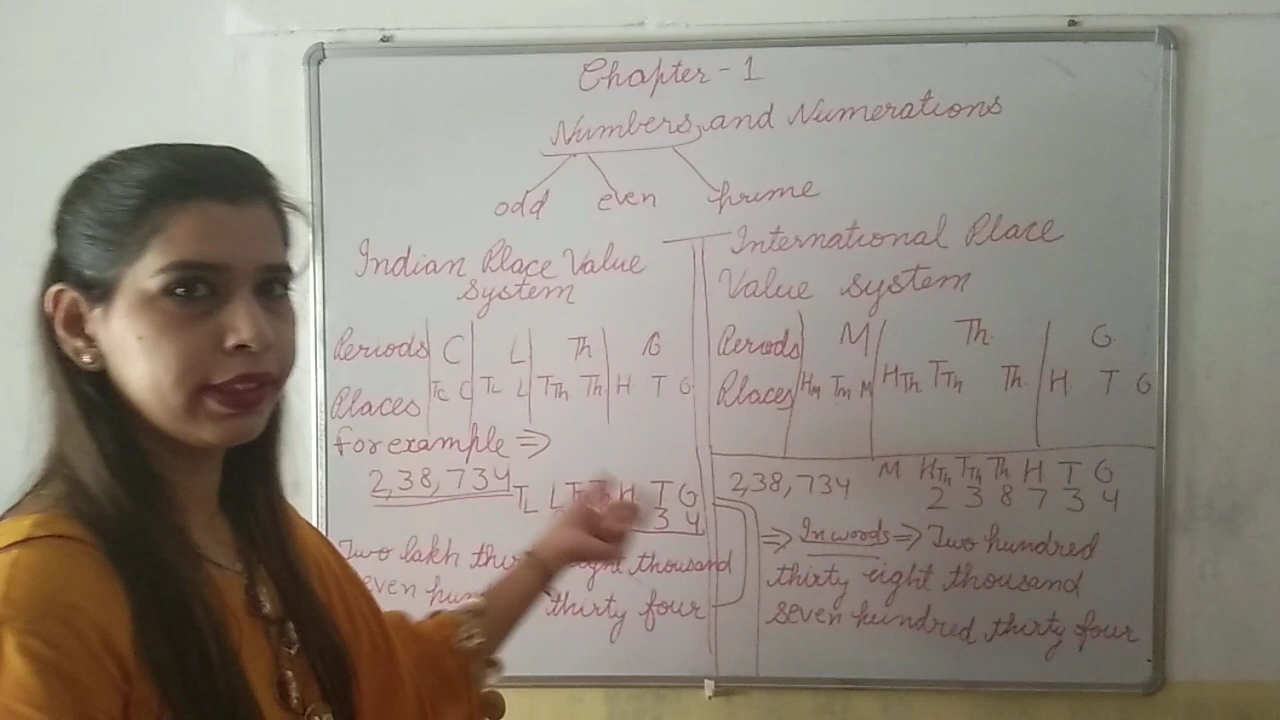 Chapter - 1
Numbers and Numerations
odd even prime
Indian Place Value
system
Periods C L Th. G
Places TC C TL L TTh Th. H T G
For example ⇒
2,38,734
TL L H T G
3 4
Two lakh thousand
thirty four
International Place
Value system
Periods M Th. G
Places Hm Tm M HTh. TTh Th. H. T G
2,38,734 M HTh TTh Th H T G
2 3 8 7 3 4
⇒ In words ⇒ Two hundred
thirty eight thousand
seven hundred thirty four